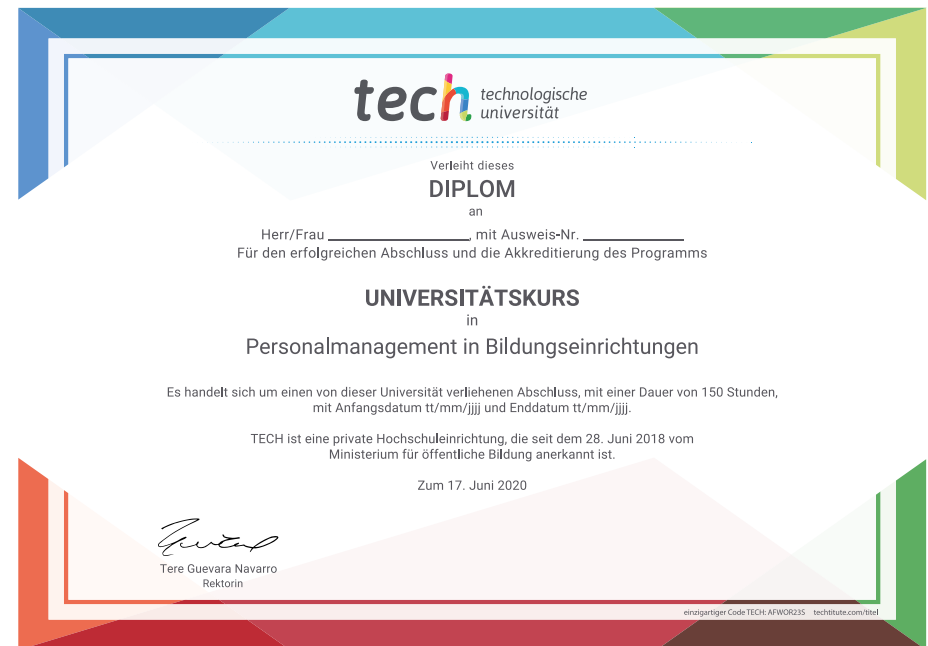 tech technologische
universität
Verleiht dieses
DIPLOM
an
Herr/Frau ____________, mit Ausweis-Nr. ____________
Für den erfolgreichen Abschluss und die Akkreditierung des Programms
UNIVERSITÄTSKURS
in
Personalmanagement in Bildungseinrichtungen
Es handelt sich um einen von dieser Universität verliehenen Abschluss, mit einer Dauer von 150 Stunden,
mit Anfangsdatum tt/mm/jjjj und Enddatum tt/mm/jjjj.
TECH ist eine private Hochschuleinrichtung, die seit dem 28. Juni 2018 vom
Ministerium für öffentliche Bildung anerkannt ist.
Zum 17. Juni 2020
Tere Guevara Navarro
Rektorin
einzigartiger Code TECH: AFWOR23S techtitute.com/titel